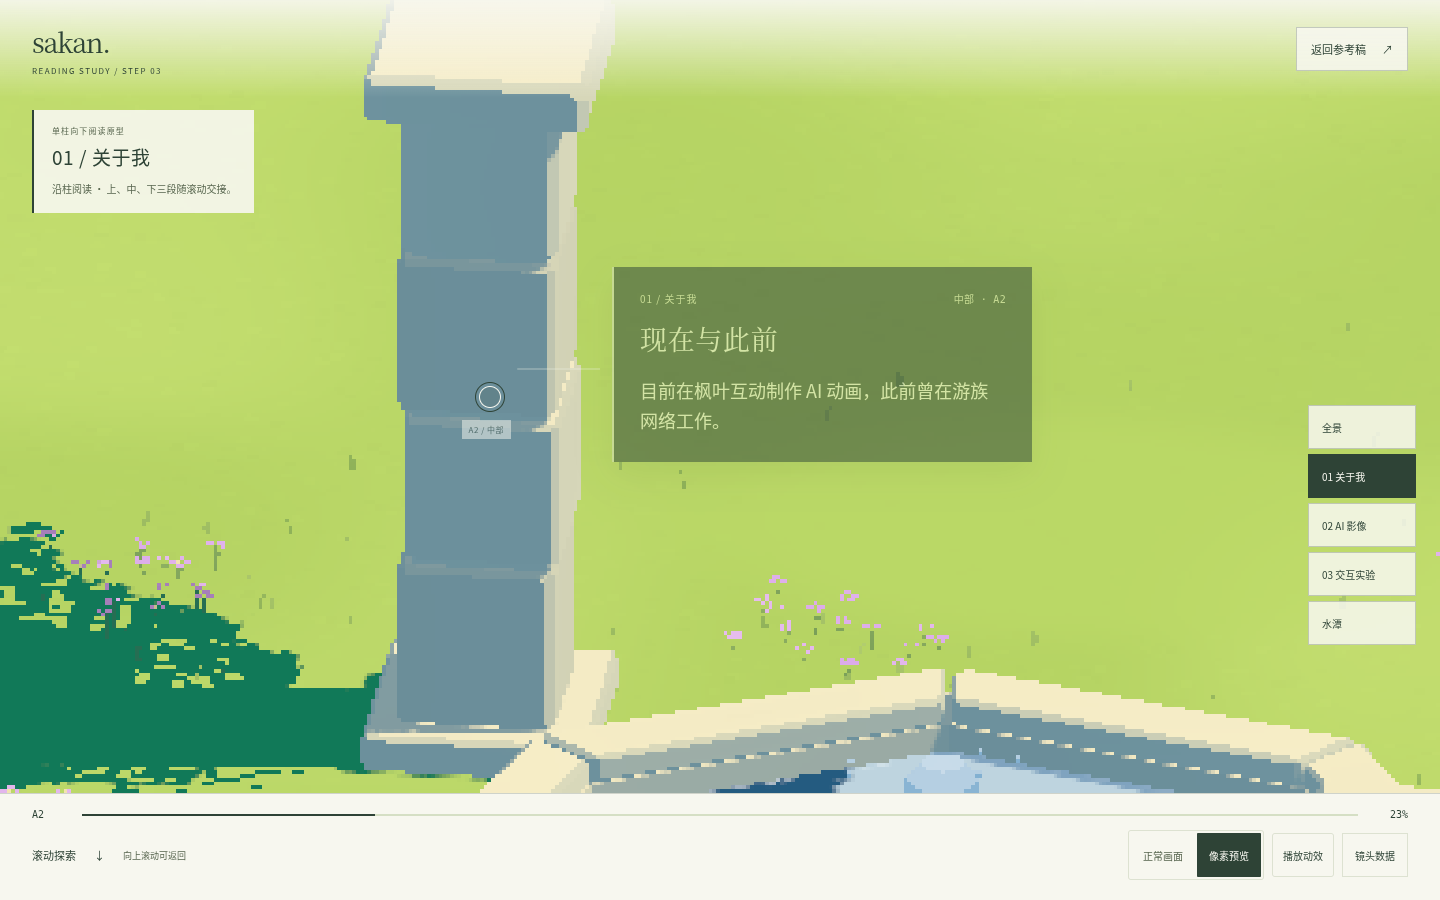 sakan.
READING STUDY / STEP 03
返回参考稿 ↗
单柱向下阅读原型
01 / 关于我
沿柱阅读 · 上、中、下三段随滚动交接。
01 / 关于我
中部 · A2
现在与此前
目前在枫叶互动制作 AI 动画，此前曾在游族
网络工作。
A2 / 中部
全景
01 关于我
02 AI 影像
03 交互实验
水潭
A2
23%
滚动探索 ↓ 向上滚动可返回
正常画面
像素预览
播放动效
镜头数据